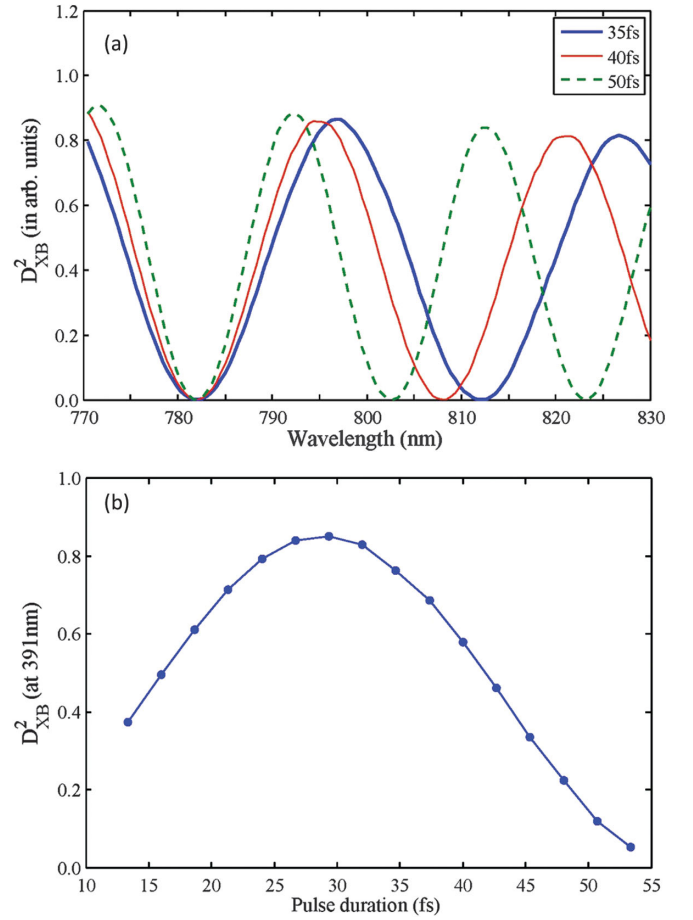 (a)
35fs
40fs
50fs
1.2
1.0
0.8
0.6
0.4
0.2
0.0
D²XB (in arb. units)
770 780 790 800 810 820 830
Wavelength (nm)
(b)
1.0
0.8
0.6
0.4
0.2
0.0
D²XB (at 391nm)
10 15 20 25 30 35 40 45 50 55
Pulse duration (fs)